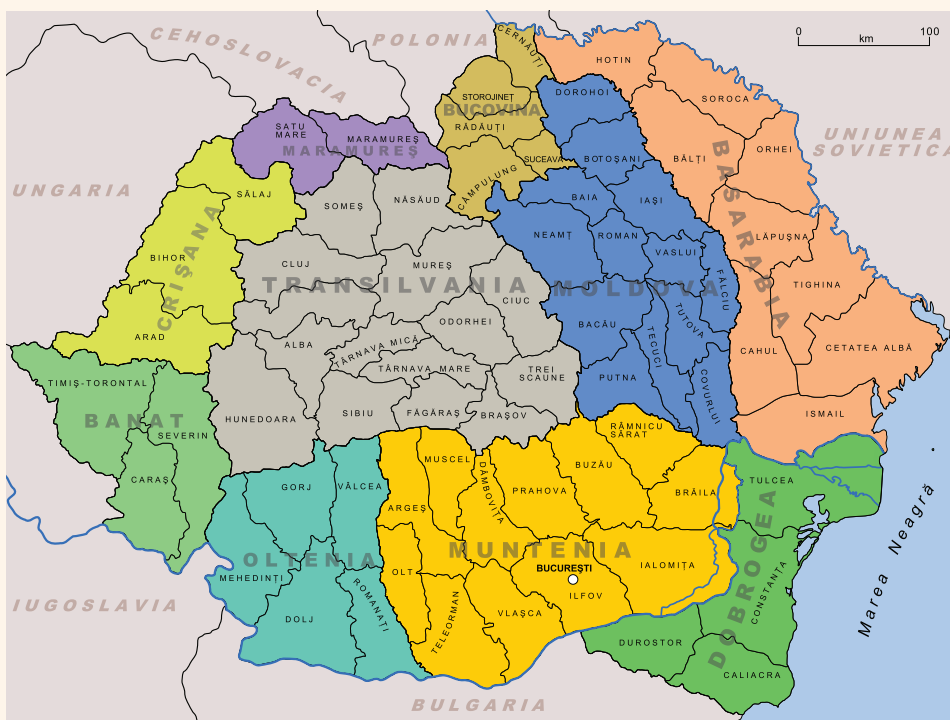 CEHOSLOVACIA
POLONIA
CERNĂUȚI
0 100
km
HOTIN
STOROJINEȚ
BUCOVINA
RĂDĂUȚI
DOROHOI
SOROCA
UNIUNEA
SOVIETICĂ
SATU
MARE
MARAMUREȘ
MARAMUREȘ
SUCEAVA
BOTOȘANI
BĂLȚI
ORHEI
UNGARIA
SĂLAJ
SOMEȘ
NĂSĂUD
CÂMPULUNG
BAIA
IAȘI
BASARABIA
CRIȘANA
NEAMȚ
ROMAN
VASLUI
LĂPUȘNA
BIHOR
CLUJ
MUREȘ
FĂLCIU
TIGHINA
TRANSILVANIA
MOLDOVA
CIUC
ARAD
ALBA
TÂRNAVA MICĂ
ODORHEI
BACĂU
TECUCI
TUTOVA
CAHUL
CETATEA ALBĂ
TIMIȘ-TORONTAL
TÂRNAVA MARE
TREI
SCAUNE
PUTNA
COVURLUI
BANAT
SEVERIN
HUNEDOARA
SIBIU
FĂGĂRAȘ
BRAȘOV
ISMAIL
RÂMNICU
SĂRAT
CARAȘ
GORJ
VÂLCEA
MUSCEL
DÂMBOVIȚA
PRAHOVA
BUZĂU
BRĂILA
TULCEA
ARGEȘ
OLTENIA
MUNTENIA
DOBROGEA
Marea Neagră
MEHEDINȚI
OLT
BUCUREȘTI
IALOMIȚA
CONSTANȚA
IUGOSLAVIA
DOLJ
ROMANAȚI
TELEORMAN
VLAȘCA
ILFOV
DUROSTOR
CALIACRA
BULGARIA